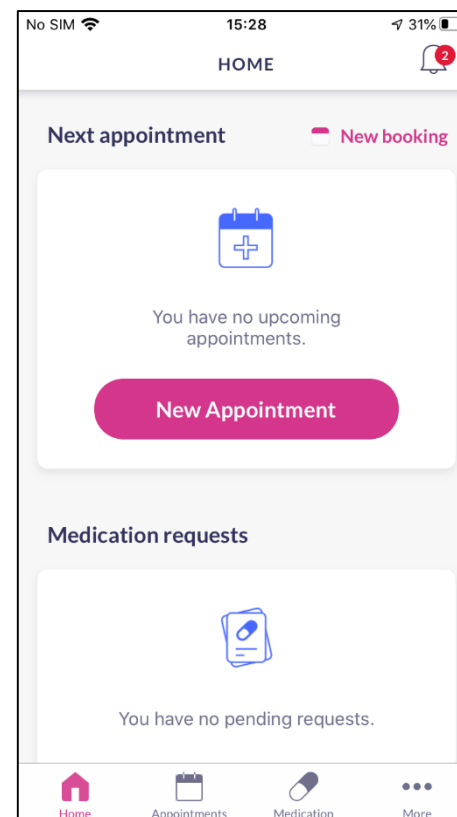 No SIM 15:28 31%
HOME
2
Next appointment New booking
You have no upcoming
appointments.
New Appointment
Medication requests
You have no pending requests.
Home Appointments Medication More